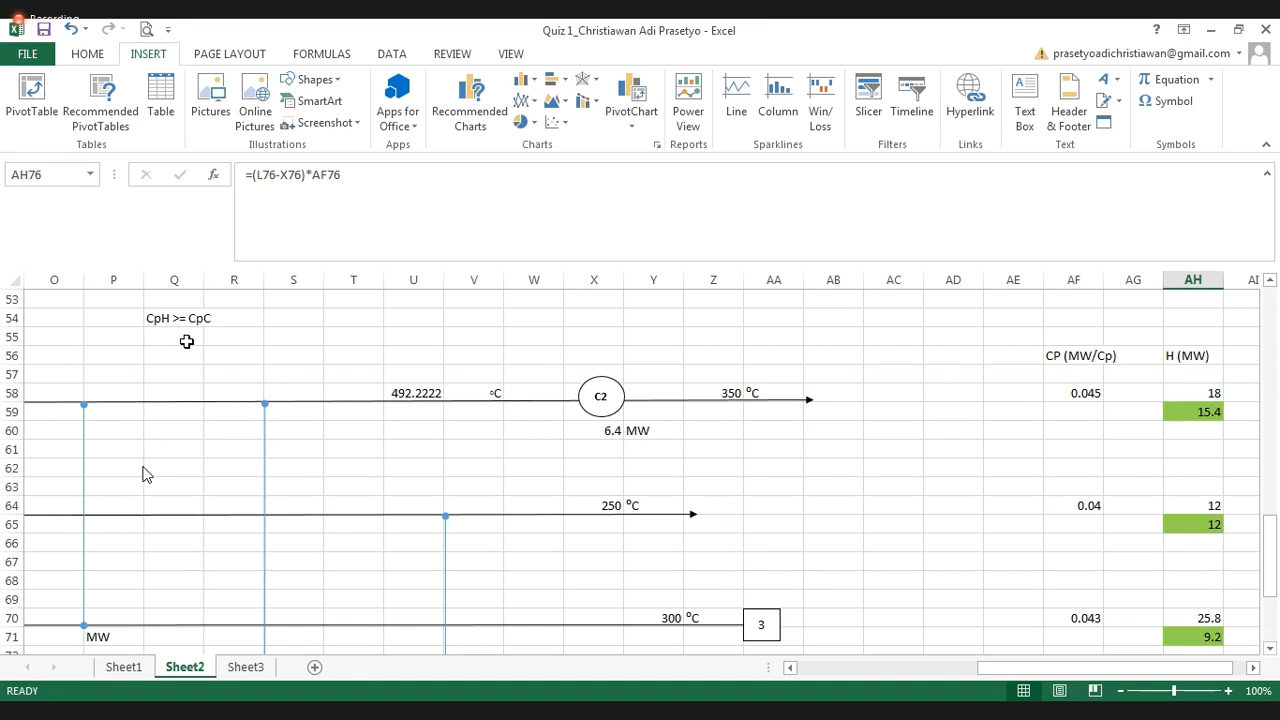 Recording
Quiz 1_Christiawan Adi Prasetyo - Excel
FILE HOME INSERT PAGE LAYOUT FORMULAS DATA REVIEW VIEW prasetyoadichristiawan@gmail.com
PivotTable Recommended PivotTables Table
Tables
Pictures Online Pictures Shapes SmartArt Screenshot
Illustrations
Apps for Office
Apps
Recommended Charts PivotChart
Charts
Power View
Reports
Line Column Win/Loss
Sparklines
Slicer Timeline
Filters
Hyperlink
Links
Text Box Header & Footer
Text
Equation Symbol
Symbols
AH76 fx =(L76-X76)*AF76
O P Q R S T U V W X Y Z AA AB AC AD AE AF AG AH AI
53
54 CpH >= CpC
55
56 CP (MW/Cp) H (MW)
57
58 492.2222 °C C2 350 °C 0.045 18
59 15.4
60 6.4 MW
61
62
63
64 250 °C 0.04 12
65 12
66
67
68
69
70 300 °C 3 0.043 25.8
71 MW 9.2
Sheet1 Sheet2 Sheet3
READY 100%